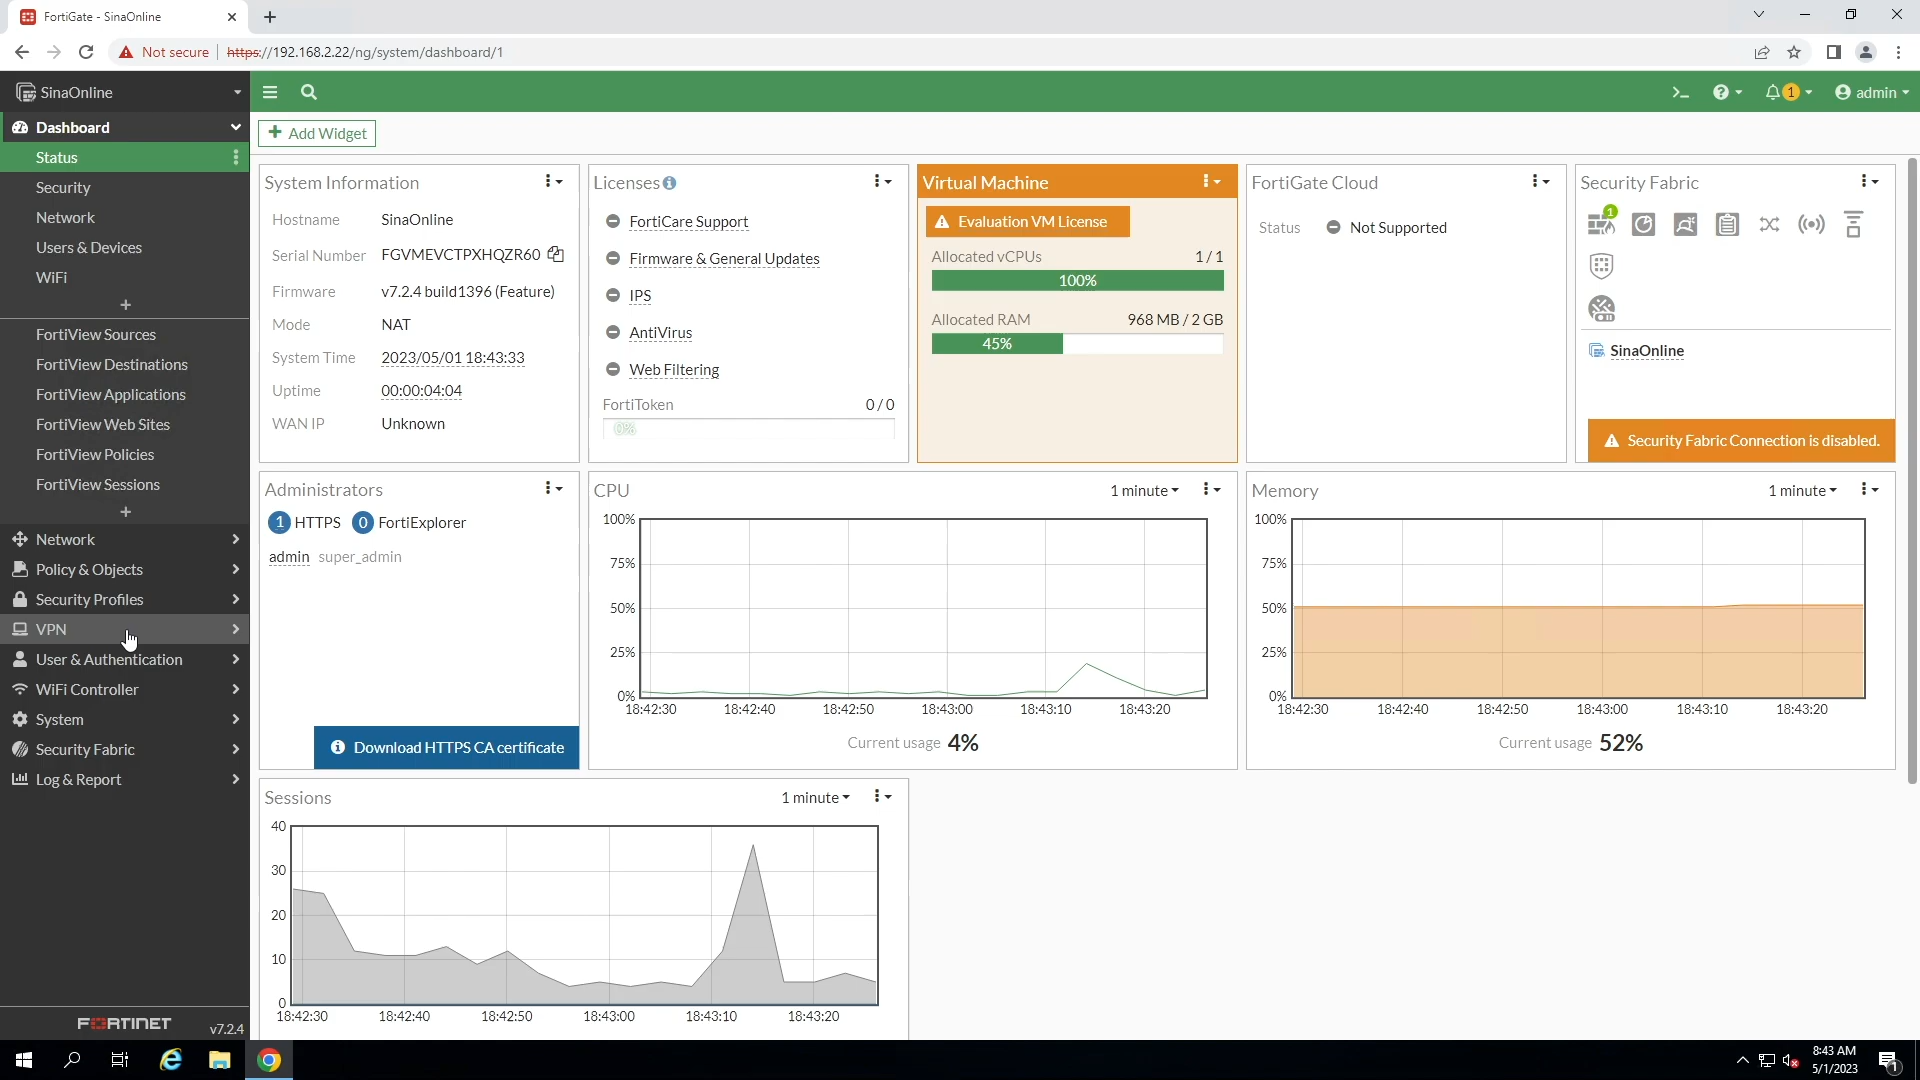 FortiGate - SinaOnline
Not secure https://192.168.2.22/ng/system/dashboard/1
SinaOnline
1
admin
Dashboard
Status
Security
Network
Users & Devices
WiFi
FortiView Sources
FortiView Destinations
FortiView Applications
FortiView Web Sites
FortiView Policies
FortiView Sessions
Network
Policy & Objects
Security Profiles
VPN
User & Authentication
WiFi Controller
System
Security Fabric
Log & Report
FORTINET v7.2.4
Add Widget
System Information
Hostname SinaOnline
Serial Number FGVMEVCTPXHQZR60
Firmware v7.2.4 build1396 (Feature)
Mode NAT
System Time 2023/05/01 18:43:33
Uptime 00:00:04:04
WAN IP Unknown
Licenses
FortiCare Support
Firmware & General Updates
IPS
AntiVirus
Web Filtering
FortiToken 0 / 0
0%
Virtual Machine
Evaluation VM License
Allocated vCPUs 1 / 1
100%
Allocated RAM 968 MB / 2 GB
45%
FortiGate Cloud
Status Not Supported
Security Fabric
1
SinaOnline
Security Fabric Connection is disabled.
Administrators
1 HTTPS 0 FortiExplorer
admin super_admin
Download HTTPS CA certificate
CPU 1 minute
100%
75%
50%
25%
0%
18:42:30 18:42:40 18:42:50 18:43:00 18:43:10 18:43:20
Current usage 4%
Memory 1 minute
100%
75%
50%
25%
0%
18:42:30 18:42:40 18:42:50 18:43:00 18:43:10 18:43:20
Current usage 52%
Sessions 1 minute
40
30
20
10
0
18:42:30 18:42:40 18:42:50 18:43:00 18:43:10 18:43:20
8:43 AM
5/1/2023
1